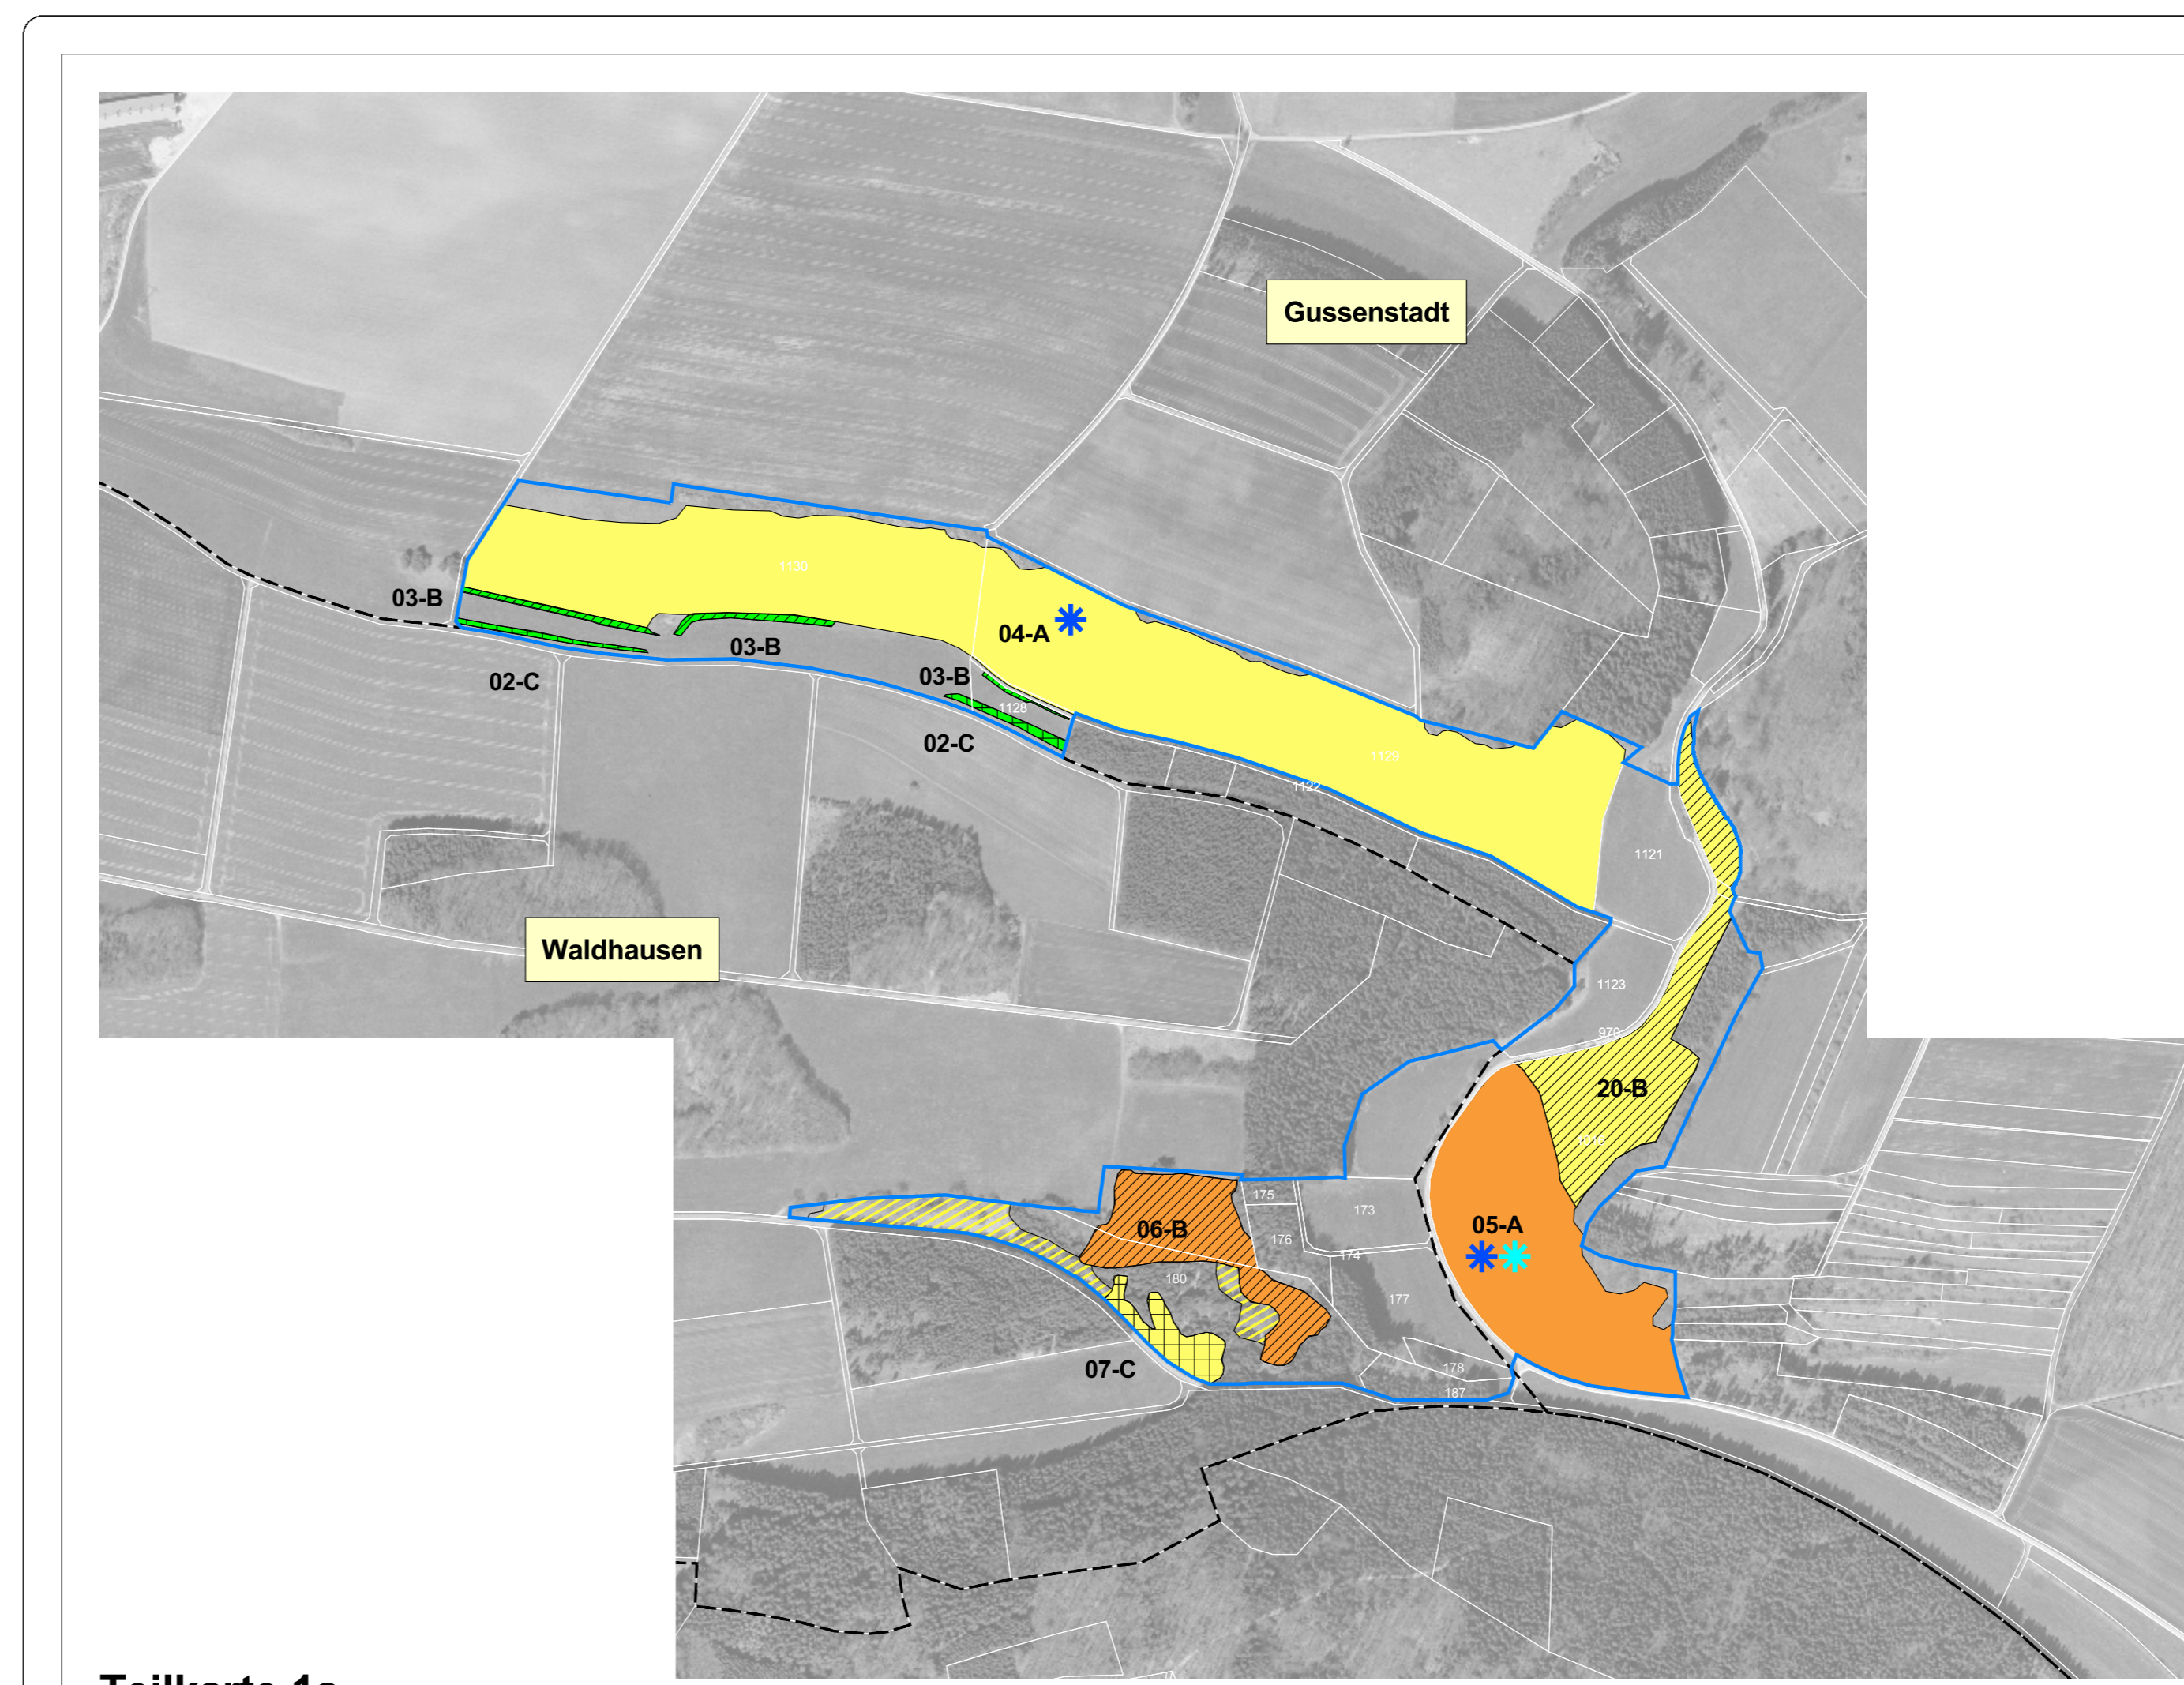 Gussenstadt
1130
03-B
04-A
03-B
03-B
02-C
1128
02-C
1129
1122
1121
Waldhausen
1123
970
20-B
175
173
05-A
06-B
176
174
180
177
07-C
178
187